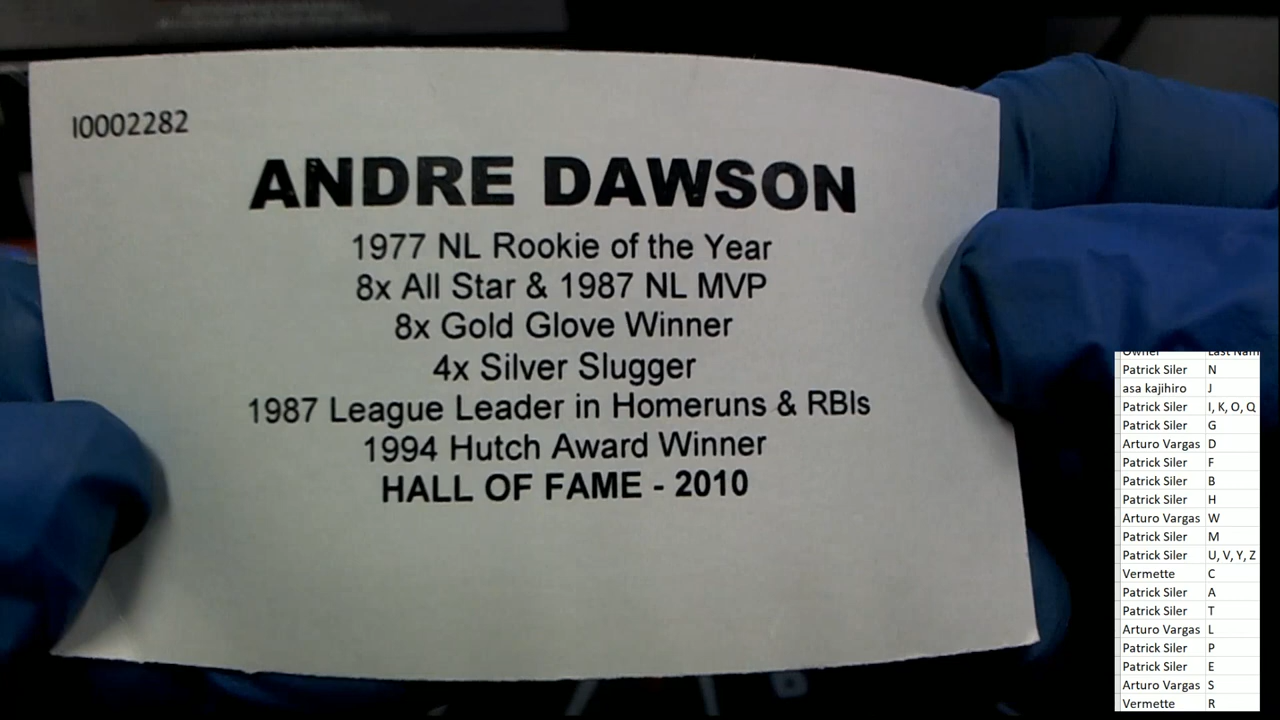 I0002282
ANDRE DAWSON
1977 NL Rookie of the Year
8x All Star & 1987 NL MVP
8x Gold Glove Winner
4x Silver Slugger
1987 League Leader in Homeruns & RBIs
1994 Hutch Award Winner
HALL OF FAME - 2010
Owner Last Nam
Patrick Siler N
asa kajihiro J
Patrick Siler I, K, O, Q
Patrick Siler G
Arturo Vargas D
Patrick Siler F
Patrick Siler B
Patrick Siler H
Arturo Vargas W
Patrick Siler M
Patrick Siler U, V, Y, Z
Vermette C
Patrick Siler A
Patrick Siler T
Arturo Vargas L
Patrick Siler P
Patrick Siler E
Arturo Vargas S
Vermette R